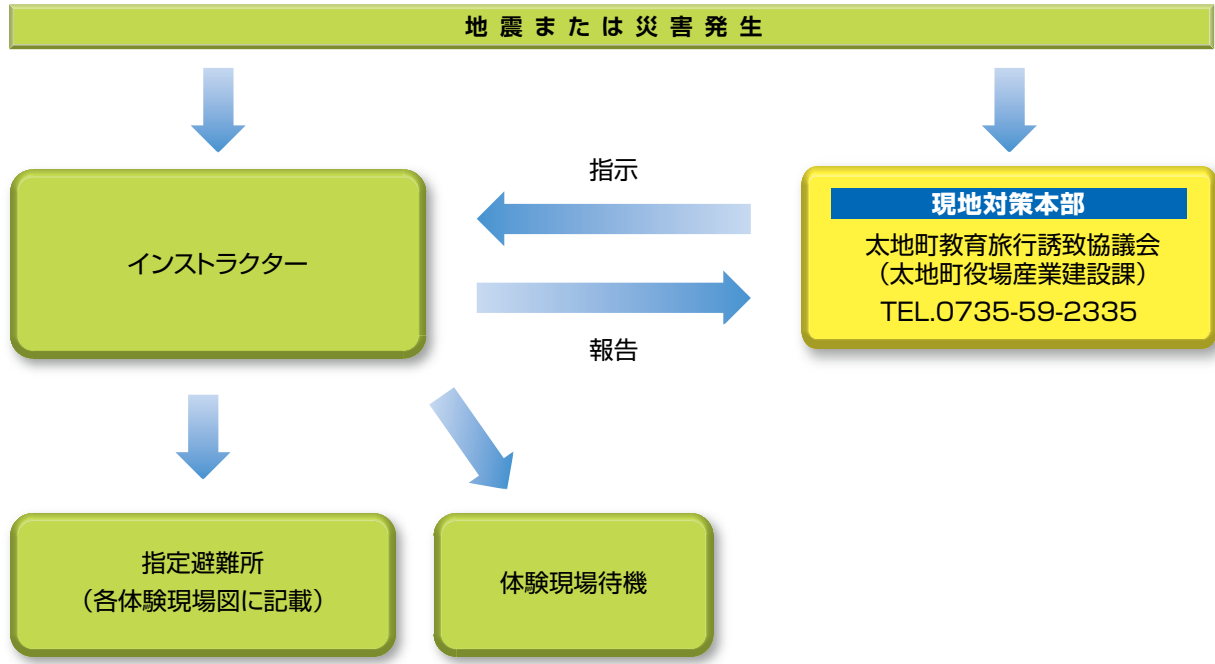 地震または災害発生
指示
現地対策本部
太地町教育旅行誘致協議会
（太地町役場産業建設課）
TEL.0735-59-2335
インストラクター
報告
指定避難所
（各体験現場図に記載）
体験現場待機